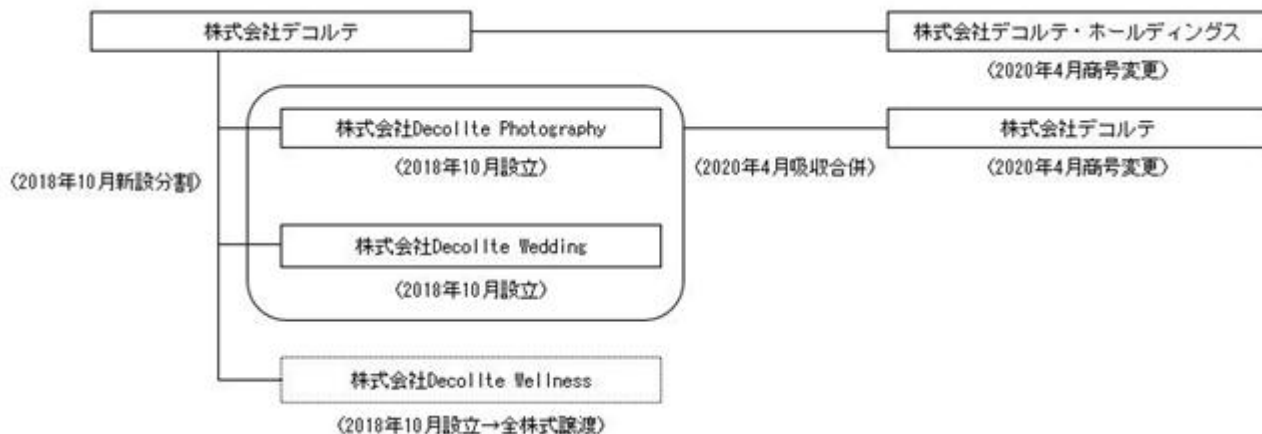 株式会社デコルテ
株式会社デコルテ・ホールディングス
〈2020年4月商号変更〉
株式会社Decollte Photography
株式会社デコルテ
〈2018年10月設立〉
〈2020年4月吸収合併〉
〈2020年4月商号変更〉
〈2018年10月新設分割〉
株式会社Decollte Wedding
〈2018年10月設立〉
株式会社Decollte Wellness
〈2018年10月設立→全株式譲渡〉